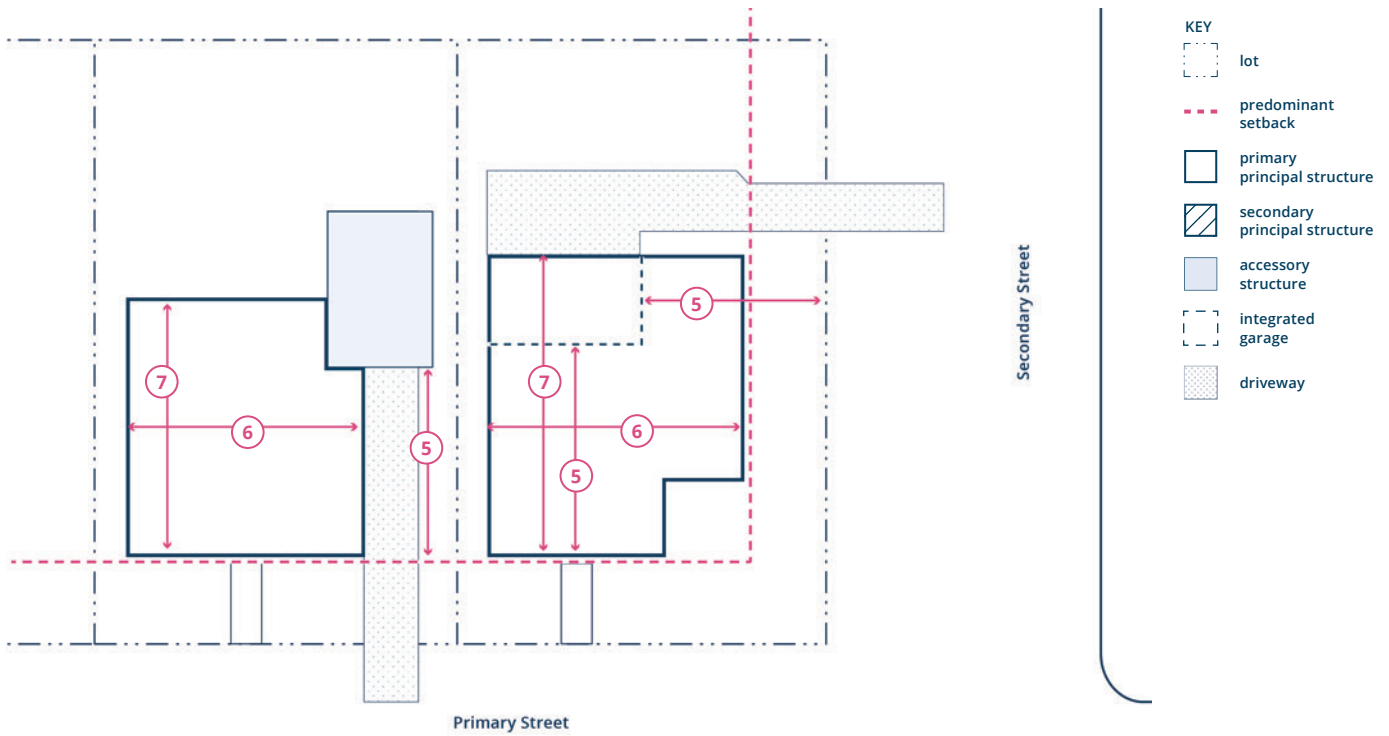 KEY
lot
predominant
setback
primary
principal structure
secondary
principal structure
accessory
structure
integrated
garage
driveway
5
7
7
6
6
5
5
Secondary Street
Primary Street